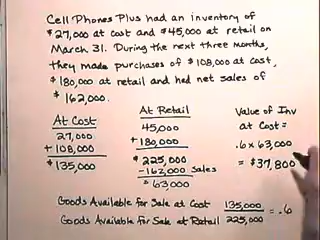 Cell Phones Plus had an inventory of
$27,000 at cost and $45,000 at retail on
March 31. During the next three months,
they made purchases of $108,000 at cost,
$180,000 at retail and had net sales of
$162,000.
At Cost
27,000
+108,000
$135,000
At Retail
45,000
+180,000
$225,000
-162,000 Sales
$63,000
Value of Inv
at Cost =
.6 x 63,000
= $37,800
Goods Available for Sale at Cost 135,000
Goods Available for Sale at Retail 225,000 = .6